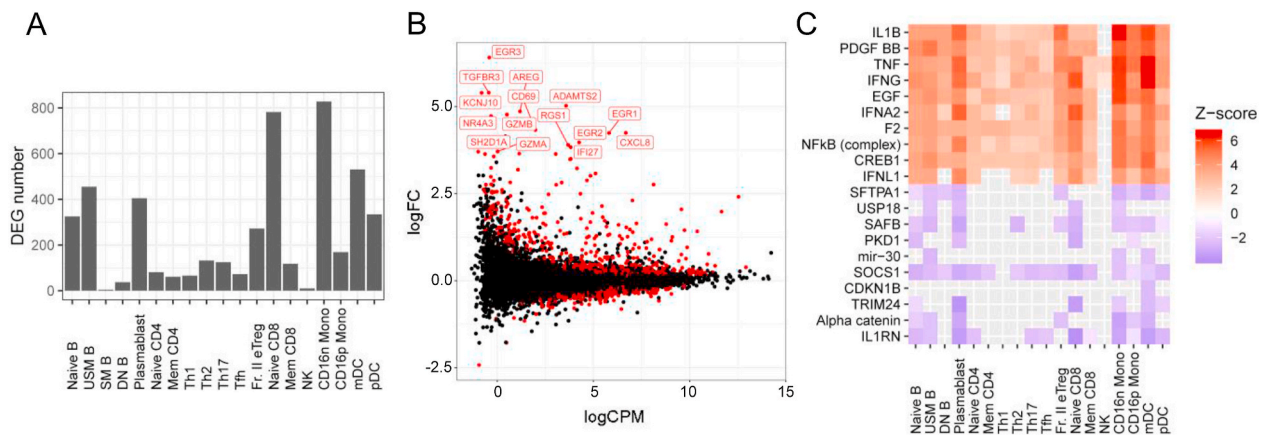 A
DEG number
800
600
400
200
0
Naive B
USM B
SM B
DN B
Plasmablast
Naive CD4
Mem CD4
Th1
Th2
Th17
Tfh
Fr. II eTreg
Naive CD8
Mem CD8
NK
CD16n Mono
CD16p Mono
mDC
pDC
B
logFC
5.0
2.5
0.0
-2.5
EGR3
TGFBR3
AREG
KCNJ10
CD69
ADAMTS2
NR4A3
GZMB
RGS1
EGR1
SH2D1A
GZMA
EGR2
CXCL8
IFI27
0
5
10
15
logCPM
C
IL1B
PDGF BB
TNF
IFNG
EGF
IFNA2
F2
NFkB (complex)
CREB1
IFNL1
SFTPA1
USP18
SAFB
PKD1
mir-30
SOCS1
CDKN1B
TRIM24
Alpha catenin
IL1RN
Naive B
USM B
DN B
Plasmablast
Naive CD4
Mem CD4
Th1
Th2
Th17
Tfh
Fr. II eTreg
Naive CD8
Mem CD8
NK
CD16n Mono
CD16p Mono
mDC
pDC
Z-score
6
4
2
0
−2